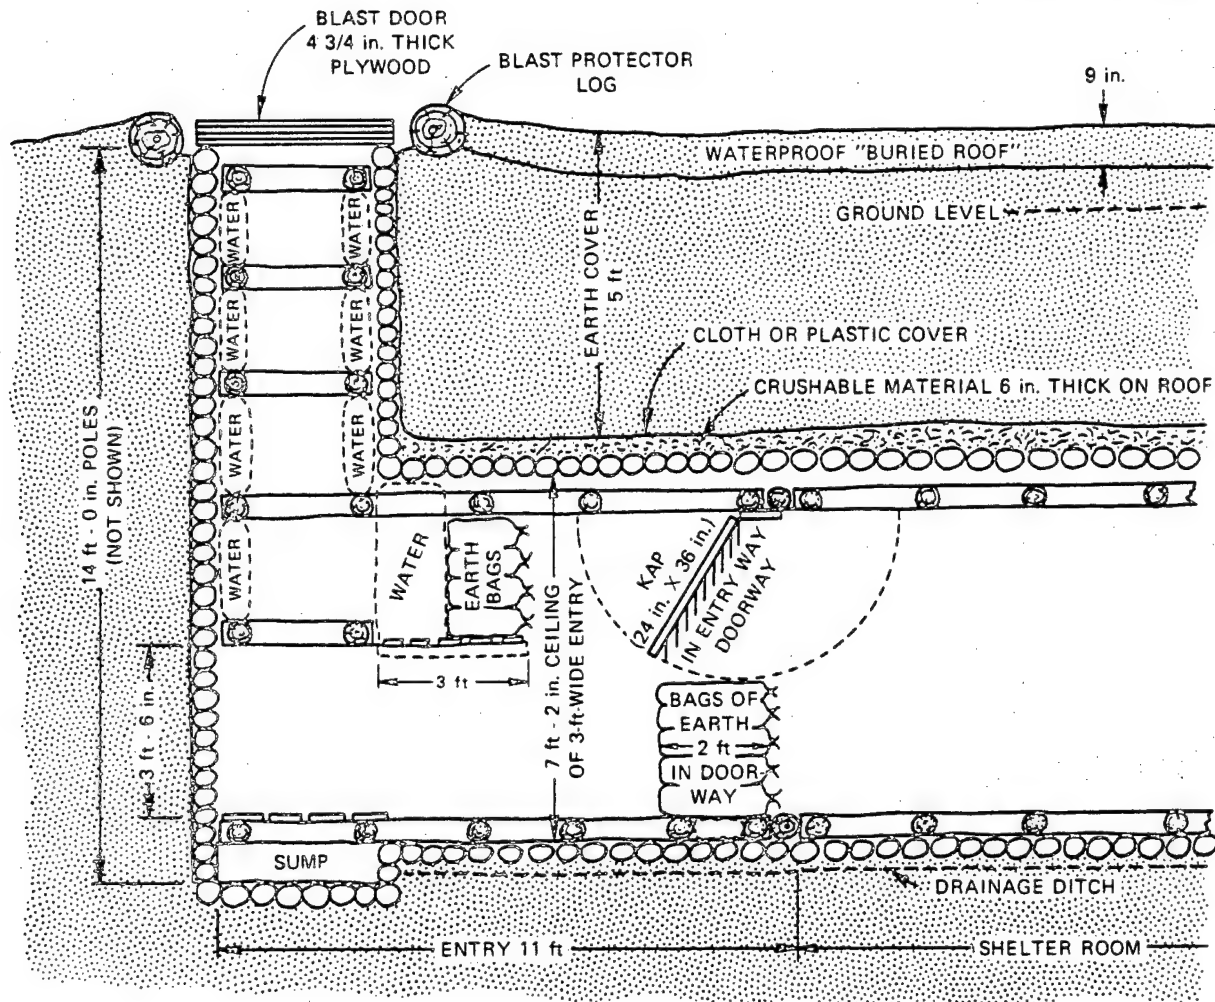 BLAST DOOR
4 3/4 in. THICK
PLYWOOD
BLAST PROTECTOR
LOG
9 in.
WATERPROOF "BURIED ROOF"
GROUND LEVEL
EARTH COVER
5 ft
CLOTH OR PLASTIC COVER
CRUSHABLE MATERIAL 6 in. THICK ON ROOF
WATER
WATER
WATER
WATER
WATER
WATER
WATER
14 ft - 0 in. POLES
(NOT SHOWN)
WATER
EARTH
BAGS
KAP
(24 in. X 36 in.)
IN ENTRY WAY
DOORWAY
3 ft
3 ft - 6 in.
7 ft - 2 in. CEILING
OF 3-ft-WIDE ENTRY
BAGS OF
EARTH
2 ft
IN DOOR-
WAY
SUMP
DRAINAGE DITCH
ENTRY 11 ft
SHELTER ROOM